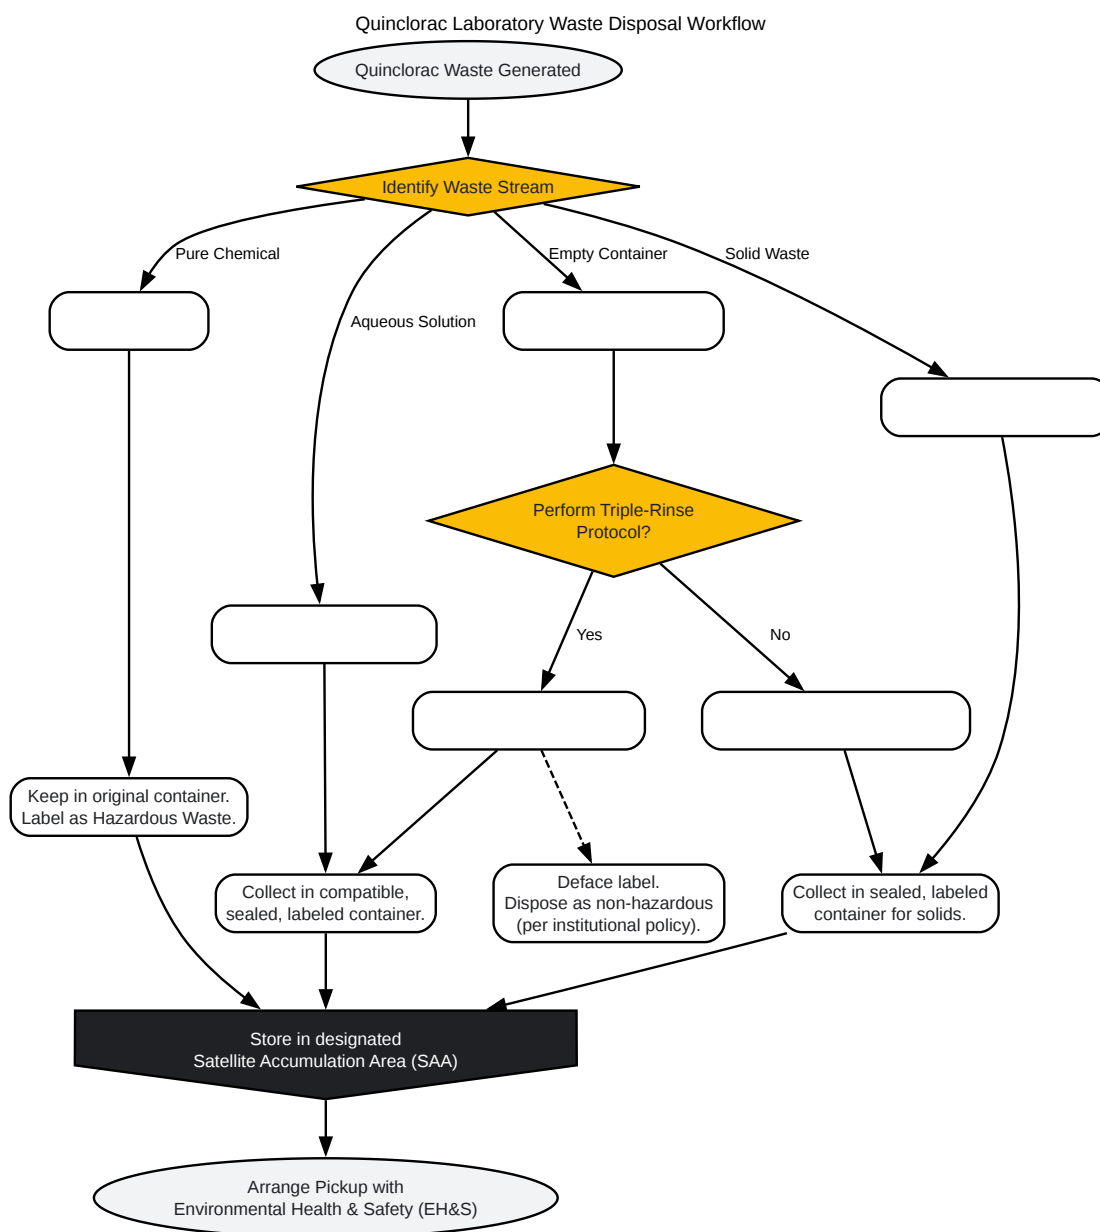 Quinclorac Laboratory Waste Disposal Workflow
Quinclorac Waste Generated
Identify Waste Stream
Pure Chemical
Empty Container
Solid Waste
Aqueous Solution
Perform Triple-Rinse
Protocol?
Yes
No
Keep in original container.
Label as Hazardous Waste.
Collect in compatible,
sealed, labeled container.
Deface label.
Dispose as non-hazardous
(per institutional policy).
Collect in sealed, labeled
container for solids.
Store in designated
Satellite Accumulation Area (SAA)
Arrange Pickup with
Environmental Health & Safety (EH&S)